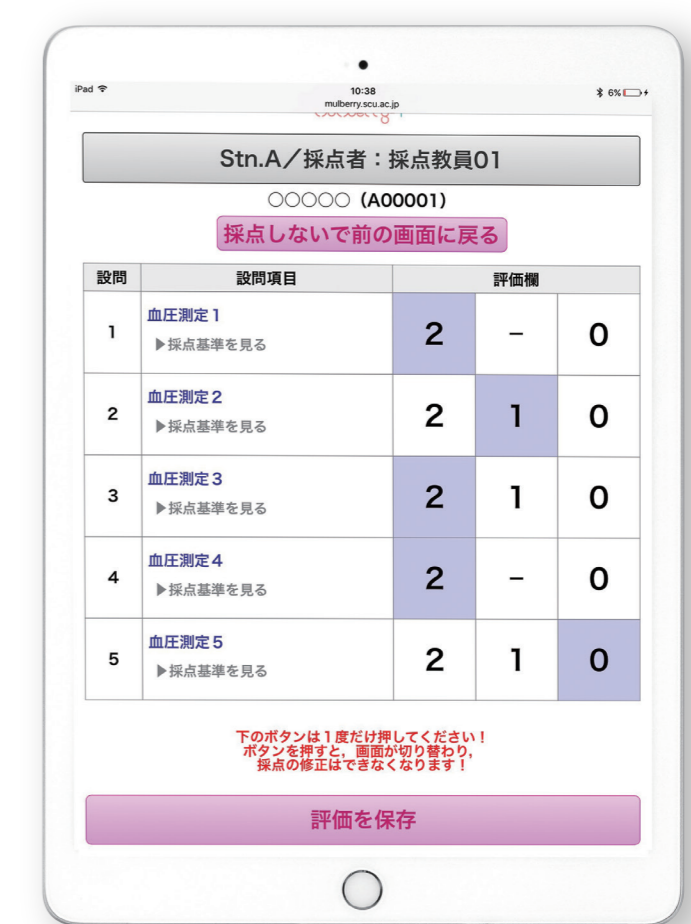 iPad
10:38
6%
mulberry.scu.ac.jp
Stn.A/採点者：採点教員01
○○○○○ (A00001)
採点しないで前の画面に戻る
設問 設問項目 評価欄
1 血圧測定1 2 − 0
▶採点基準を見る
2 血圧測定2 2 1 0
▶採点基準を見る
3 血圧測定3 2 1 0
▶採点基準を見る
4 血圧測定4 2 − 0
▶採点基準を見る
5 血圧測定5 2 1 0
▶採点基準を見る
下のボタンは1度だけ押してください！
ボタンを押すと，画面が切り替わり，
採点の修正はできなくなります！
評価を保存